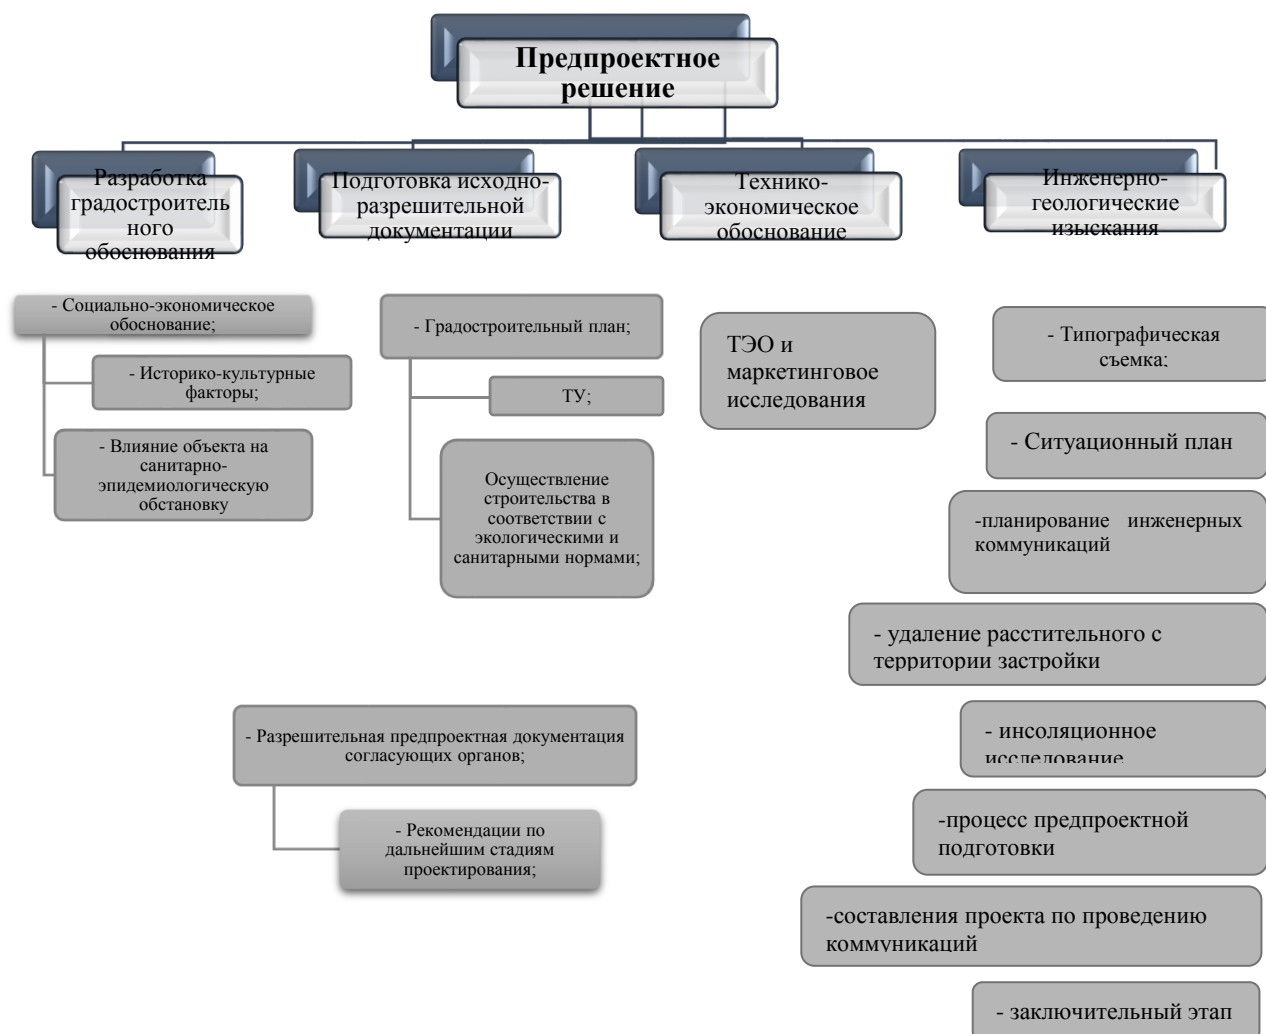 Предпроектное
решение
Разработка
градостроитель
ного
обоснования
Подготовка исходно-
разрешительной
документации
Технико-
экономическое
обоснование
Инженерно-
геологические
изыскания
- Социально-экономическое
обоснование;
- Историко-культурные
факторы;
- Влияние объекта на
санитарно-
эпидемиологическую
обстановку
- Градостроительный план;
ТУ;
Осуществление
строительства в
соответствии с
экологическими и
санитарными нормами;
- Разрешительная предпроектная документация
согласующих органов;
- Рекомендации по
дальнейшим стадиям
проектирования;
ТЭО и
маркетинговое
исследования
- Типографическая
съемка;
- Ситуационный план
-планирование инженерных
коммуникаций
- удаление расстительного с
территории застройки
- инсоляционное
исследование
-процесс предпроектной
подготовки
-составления проекта по проведению
коммуникаций
- заключительный этап